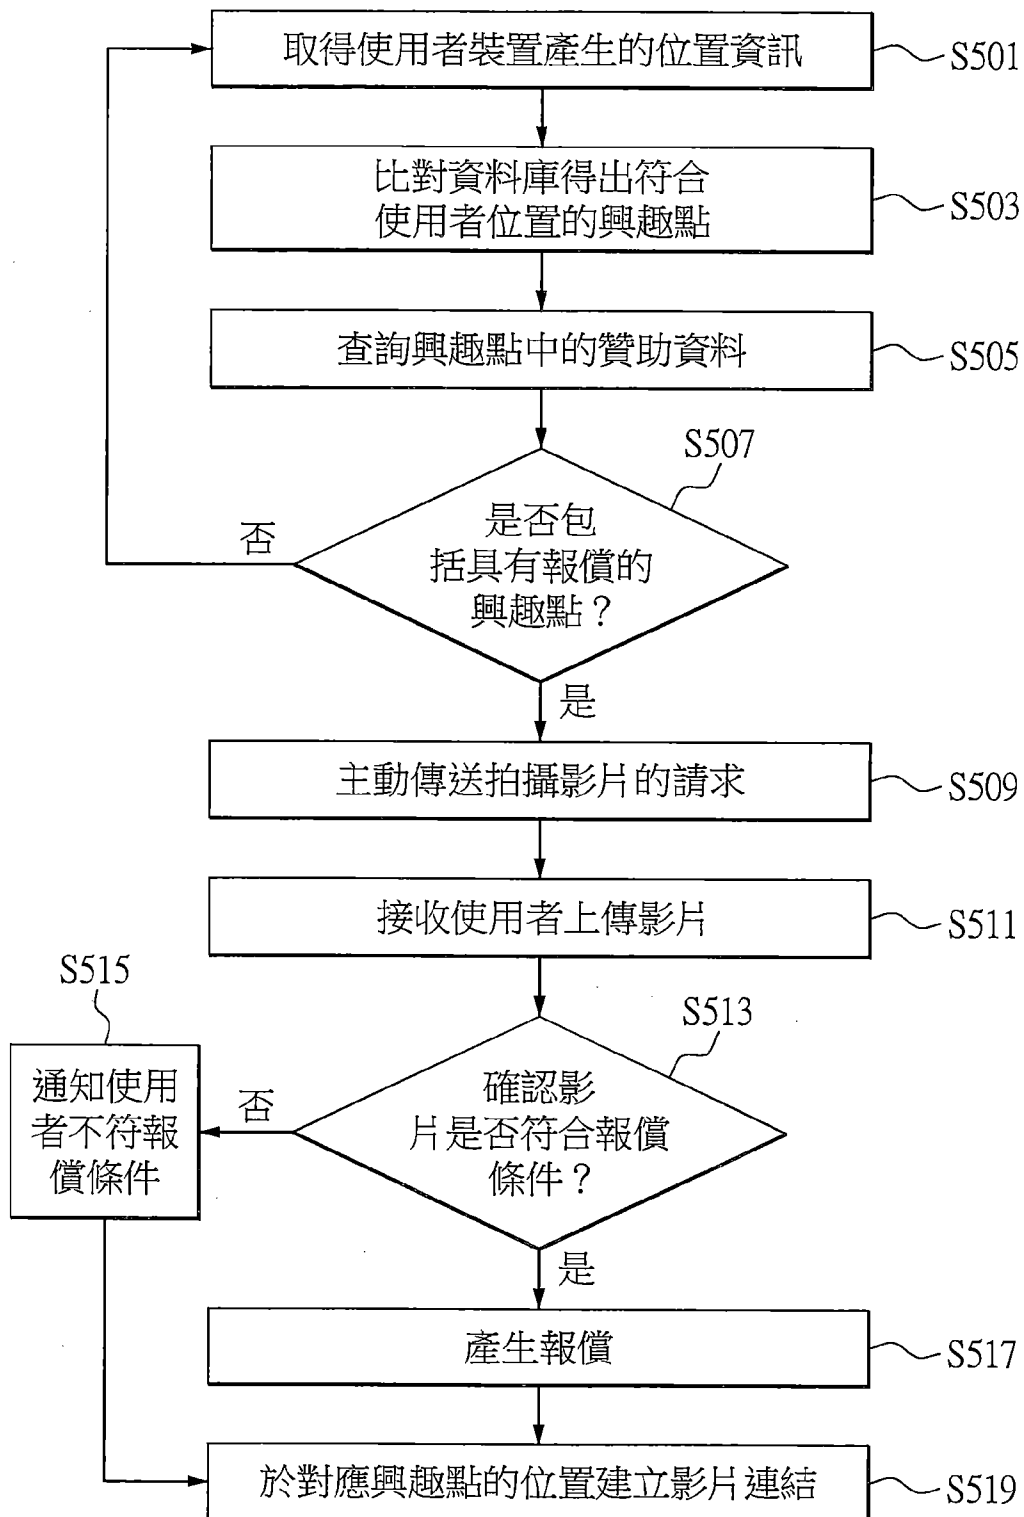 取得使用者裝置產生的位置資訊
S501
比對資料庫得出符合
使用者位置的興趣點
S503
查詢興趣點中的贊助資料
S505
S507
是否包
括具有報償的
興趣點？
否
是
主動傳送拍攝影片的請求
S509
接收使用者上傳影片
S511
S515
通知使用
者不符報
償條件
S513
確認影
片是否符合報償
條件？
否
是
產生報償
S517
於對應興趣點的位置建立影片連結
S519